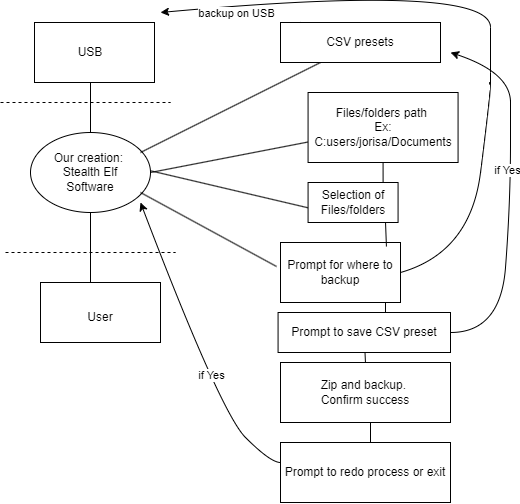 backup on USB
USB
CSV presets
Files/folders path
Ex:
C:users/jorisa/Documents
Our creation:
Stealth Elf
Software
if Yes
Selection of
Files/folders
Prompt for where to
backup
User
Prompt to save CSV preset
if Yes
Zip and backup.
Confirm success
Prompt to redo process or exit